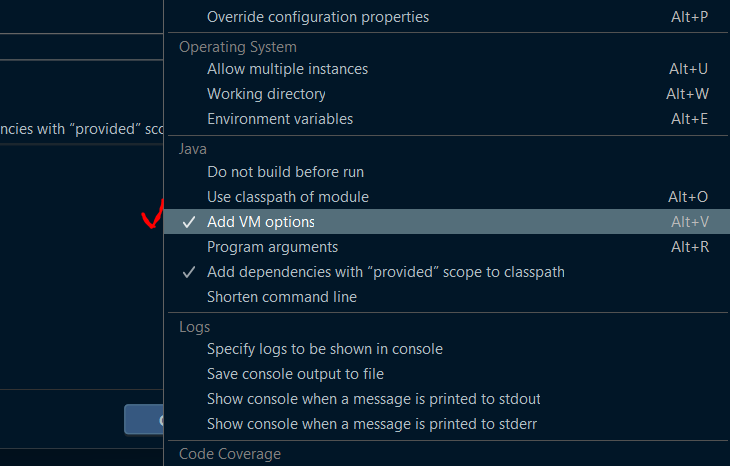 Override configuration properties Alt+P
Operating System
Allow multiple instances Alt+U
Working directory Alt+W
Environment variables Alt+E
ncies with “provided” sco
Java
Do not build before run
Use classpath of module Alt+O
Add VM options Alt+V
Program arguments Alt+R
Add dependencies with “provided” scope to classpath
Shorten command line
Logs
Specify logs to be shown in console
Save console output to file
Show console when a message is printed to stdout
Show console when a message is printed to stderr
Code Coverage